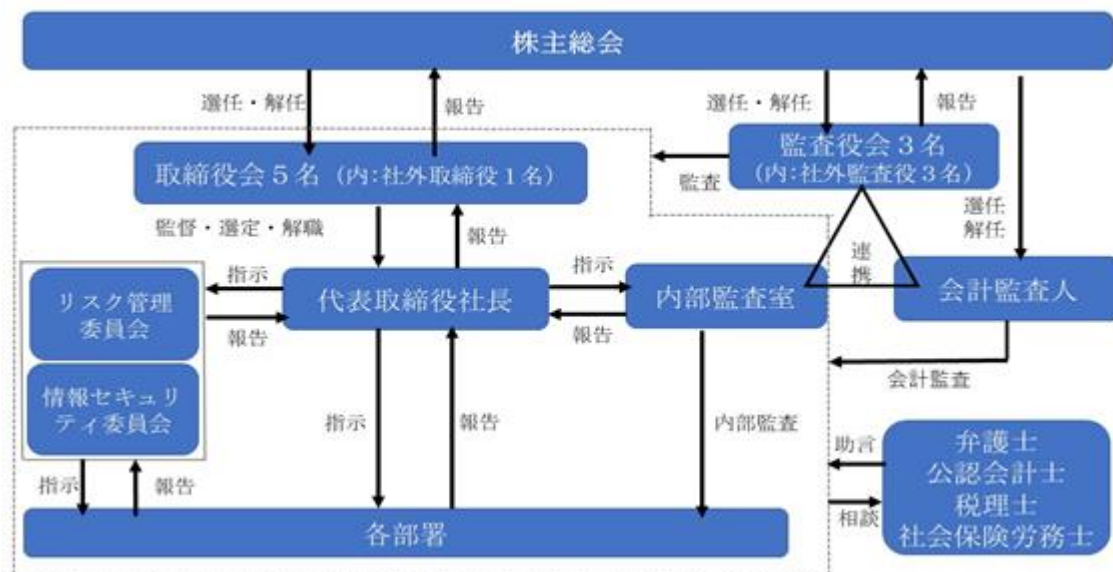 株主総会
選任・解任
報告
選任・解任
報告
取締役会5名（内：社外取締役1名）
監査
監査役会3名
（内：社外監査役3名）
選任
解任
監督・選定・解職
報告
連携
指示
指示
リスク管理
委員会
代表取締役社長
内部監査室
会計監査人
報告
報告
会計監査
情報セキュリ
ティ委員会
指示
報告
内部監査
助言
相談
弁護士
公認会計士
税理士
社会保険労務士
指示
報告
各部署